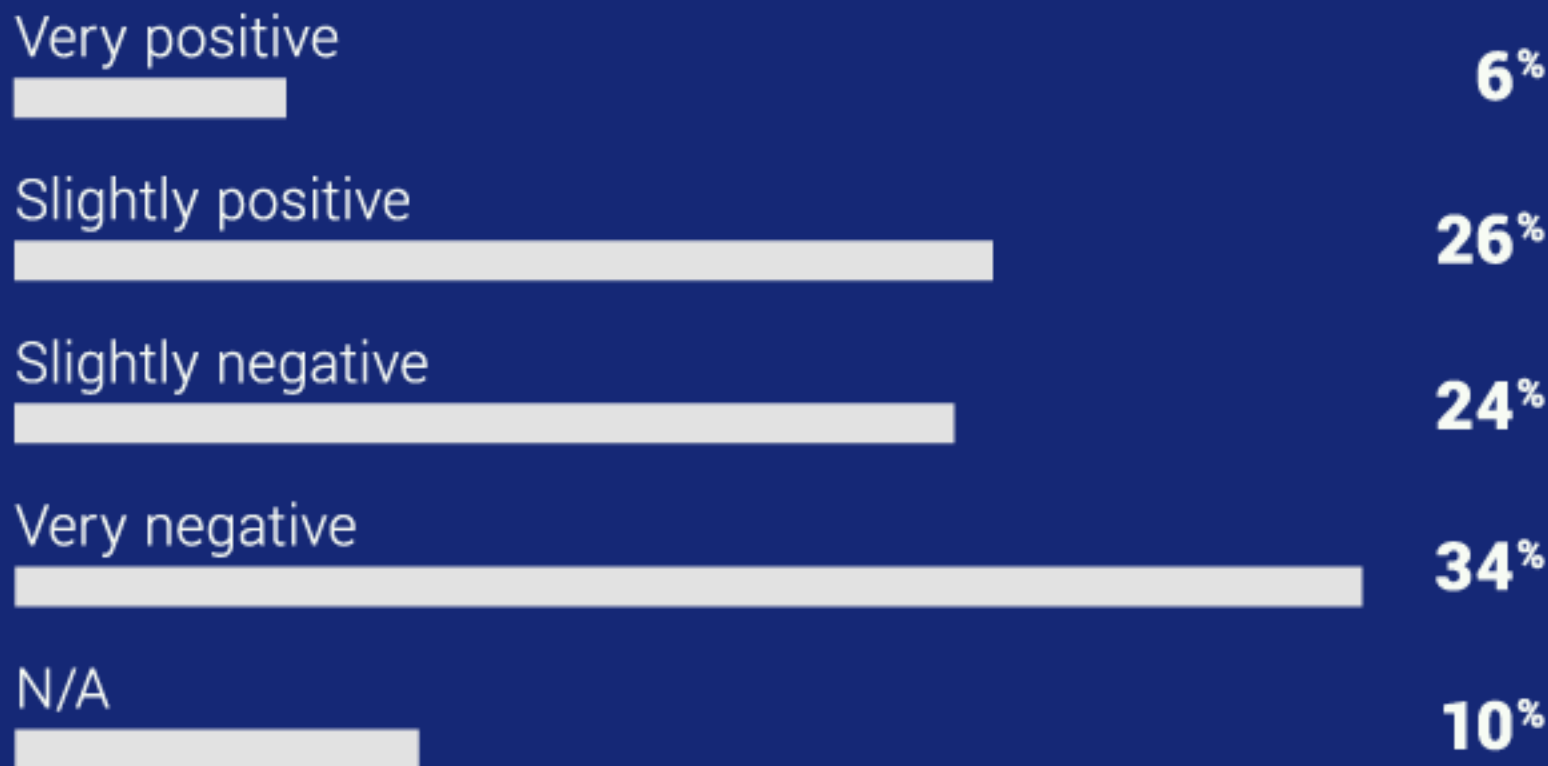 Very positive
6%
Slightly positive
26%
Slightly negative
24%
Very negative
34%
N/A
10%